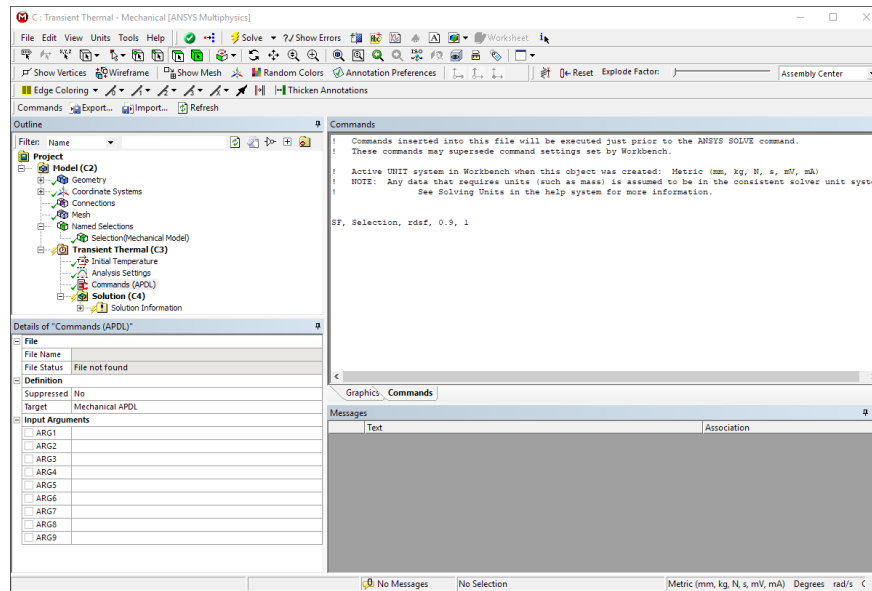 C : Transient Thermal - Mechanical [ANSYS Multiphysics]
File Edit View Units Tools Help Solve ?/ Show Errors Worksheet
Show Vertices Wireframe Show Mesh Random Colors Annotation Preferences Reset Explode Factor: Assembly Center
Edge Coloring Thicken Annotations
Commands Export... Import... Refresh
Outline
Filter: Name
Project
Model (C2)
Geometry
Coordinate Systems
Connections
Mesh
Named Selections
Selection(Mechanical Model)
Transient Thermal (C3)
Initial Temperature
Analysis Settings
Commands (APDL)
Solution (C4)
Solution Information
Details of "Commands (APDL)"
File
File Name
File Status File not found
Definition
Suppressed No
Target Mechanical APDL
Input Arguments
ARG1
ARG2
ARG3
ARG4
ARG5
ARG6
ARG7
ARG8
ARG9
Commands
! Commands inserted into this file will be executed just prior to the ANSYS SOLVE command.
! These commands may supersede command settings set by Workbench.
! Active UNIT system in Workbench when this object was created: Metric (mm, kg, N, s, mV, mA)
! NOTE: Any data that requires units (such as mass) is assumed to be in the consistent solver unit syste
! See Solving Units in the help system for more information.
SF, Selection, rdsf, 0.9, 1
Graphics Commands
Messages
Text Association
No Messages No Selection Metric (mm, kg, N, s, mV, mA) Degrees rad/s C